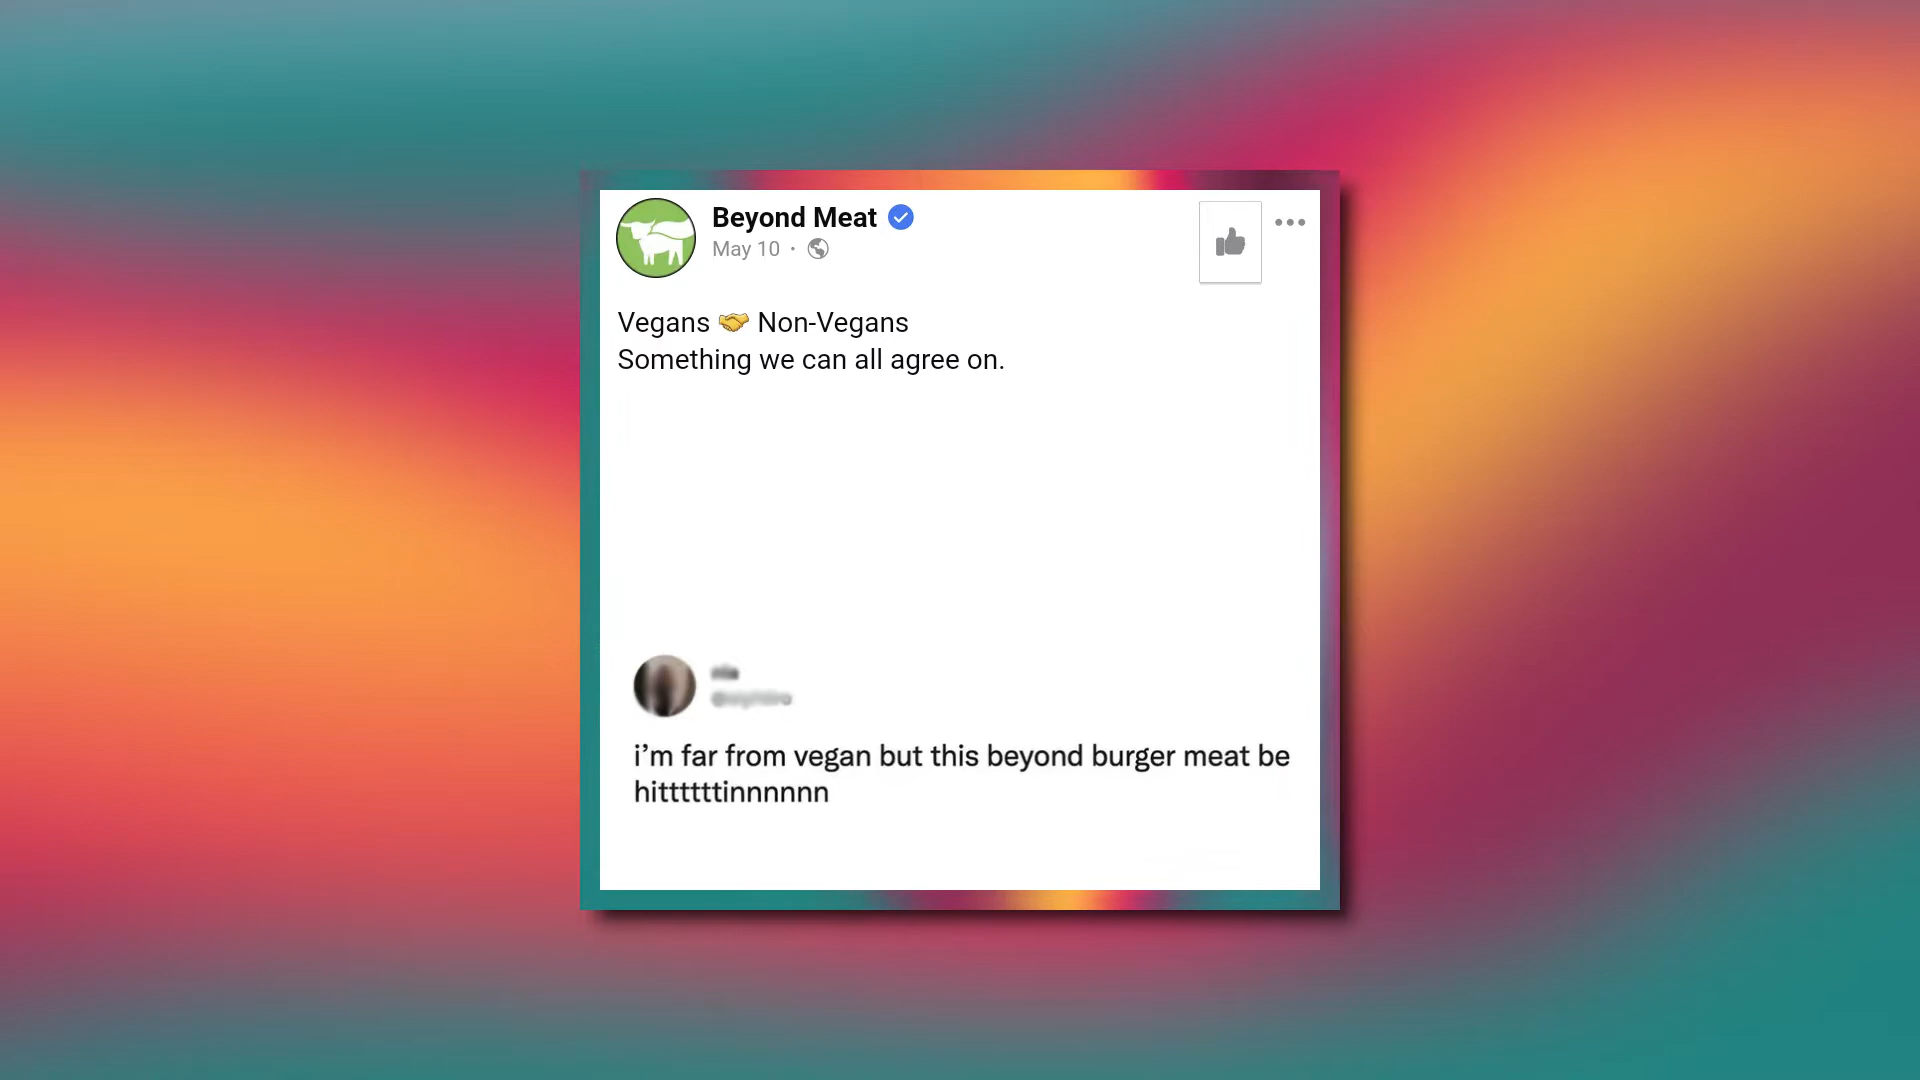 Beyond Meat
May 10 ·
Vegans 🤝 Non-Vegans
Something we can all agree on.
i’m far from vegan but this beyond burger meat be
hittttttinnnnnn